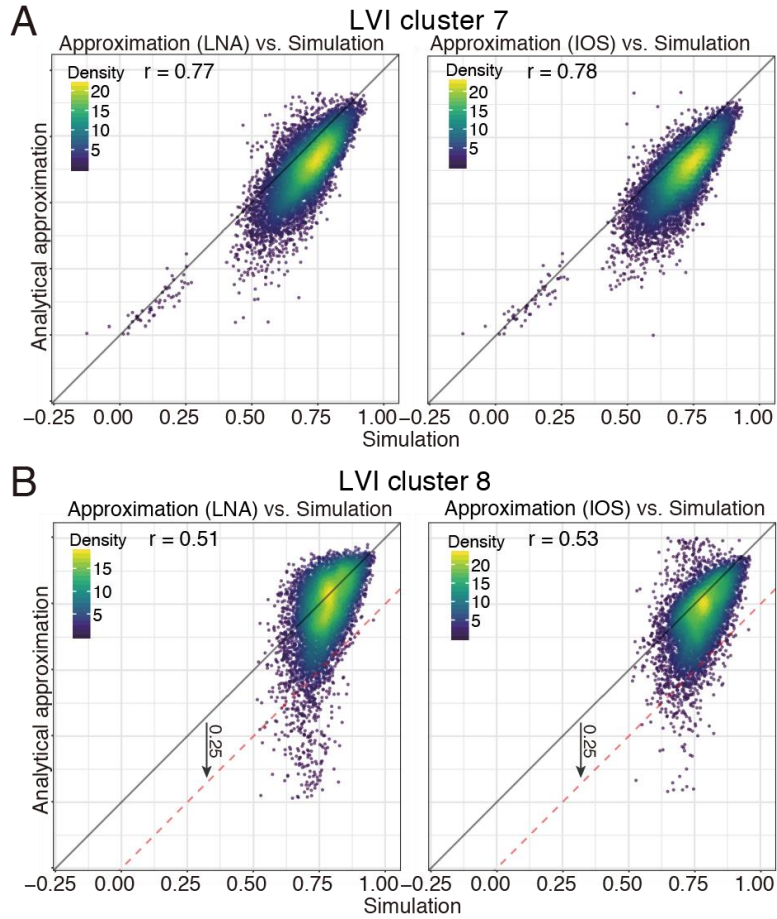 A
LVI cluster 7
Approximation (LNA) vs. Simulation
Approximation (IOS) vs. Simulation
Density
20
15
10
5
r = 0.77
Density
20
15
10
5
r = 0.78
Analytical approximation
−0.25 0.00 0.25 0.50 0.75 1.00
−0.25 0.00 0.25 0.50 0.75 1.00
Simulation
B
LVI cluster 8
Approximation (LNA) vs. Simulation
Approximation (IOS) vs. Simulation
Density
15
10
5
r = 0.51
0.25
Density
20
15
10
5
r = 0.53
0.25
Analytical approximation
−0.25 0.00 0.25 0.50 0.75 1.00
−0.25 0.00 0.25 0.50 0.75 1.00
Simulation